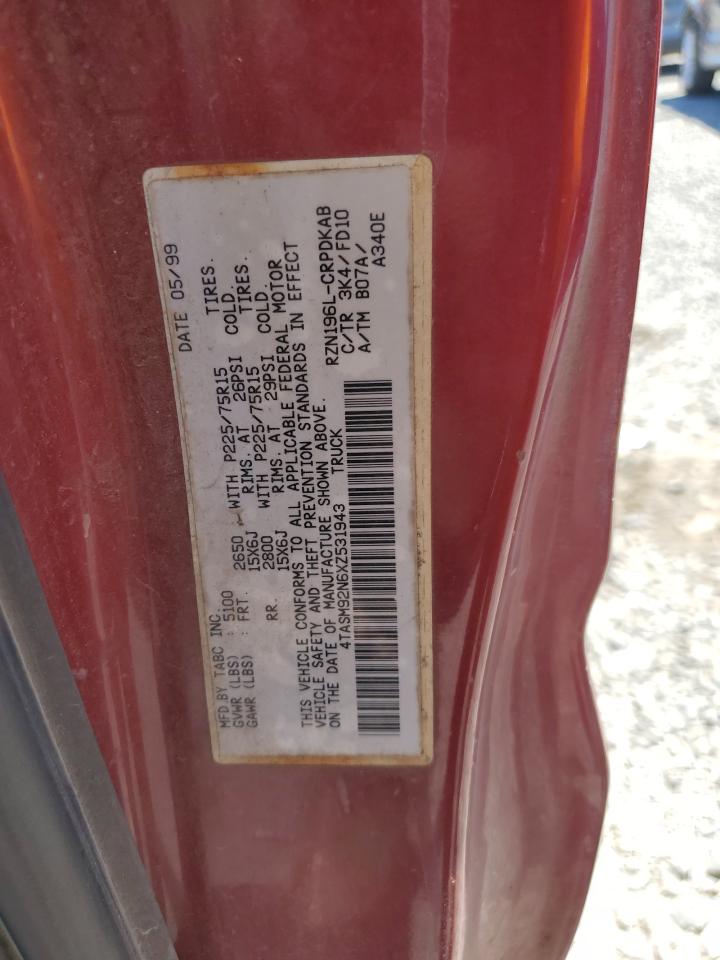 MFD BY TABC INC. DATE 05/99
GVWR (LBS) : 5100
GAWR (LBS) : FRT. 2650 WITH P225/75R15 TIRES.
15X6J RIMS. AT 26PSI COLD.
RR. 2800 WITH P225/75R15 TIRES.
15X6J RIMS. AT 29PSI COLD.
THIS VEHICLE CONFORMS TO ALL APPLICABLE FEDERAL MOTOR
VEHICLE SAFETY AND THEFT PREVENTION STANDARDS IN EFFECT
ON THE DATE OF MANUFACTURE SHOWN ABOVE.
4TASM92N6XZ531943 TRUCK
RZN196L-CRPDKAB
C/TR 3K4/FD10
A/TM B07A/
A340E